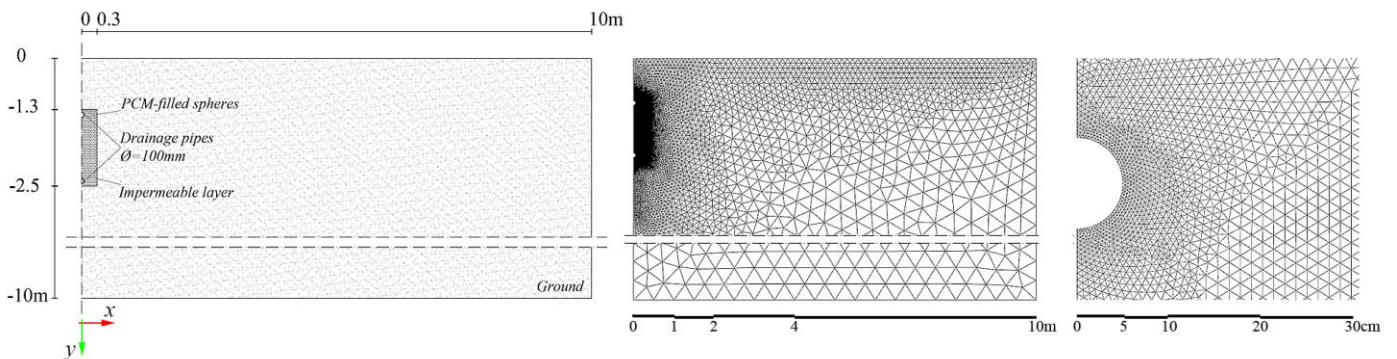 0 0.3 10m
0
-1.3
PCM-filled spheres
Drainage pipes
Ø=100mm
-2.5
Impermeable layer
Ground
-10m
x
y
0 1 2 4 10m
0 5 10 20 30cm